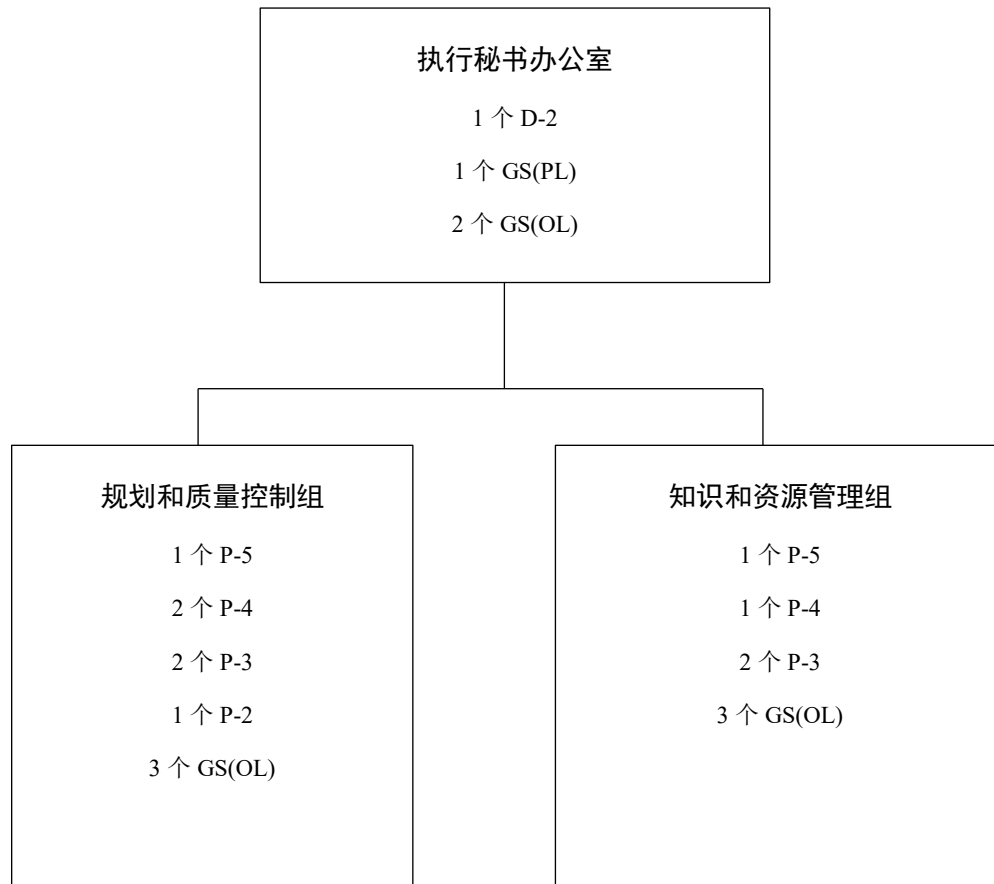 执行秘书办公室
1 个 D-2
1 个 GS(PL)
2 个 GS(OL)
规划和质量控制组
1 个 P-5
2 个 P-4
2 个 P-3
1 个 P-2
3 个 GS(OL)
知识和资源管理组
1 个 P-5
1 个 P-4
2 个 P-3
3 个 GS(OL)